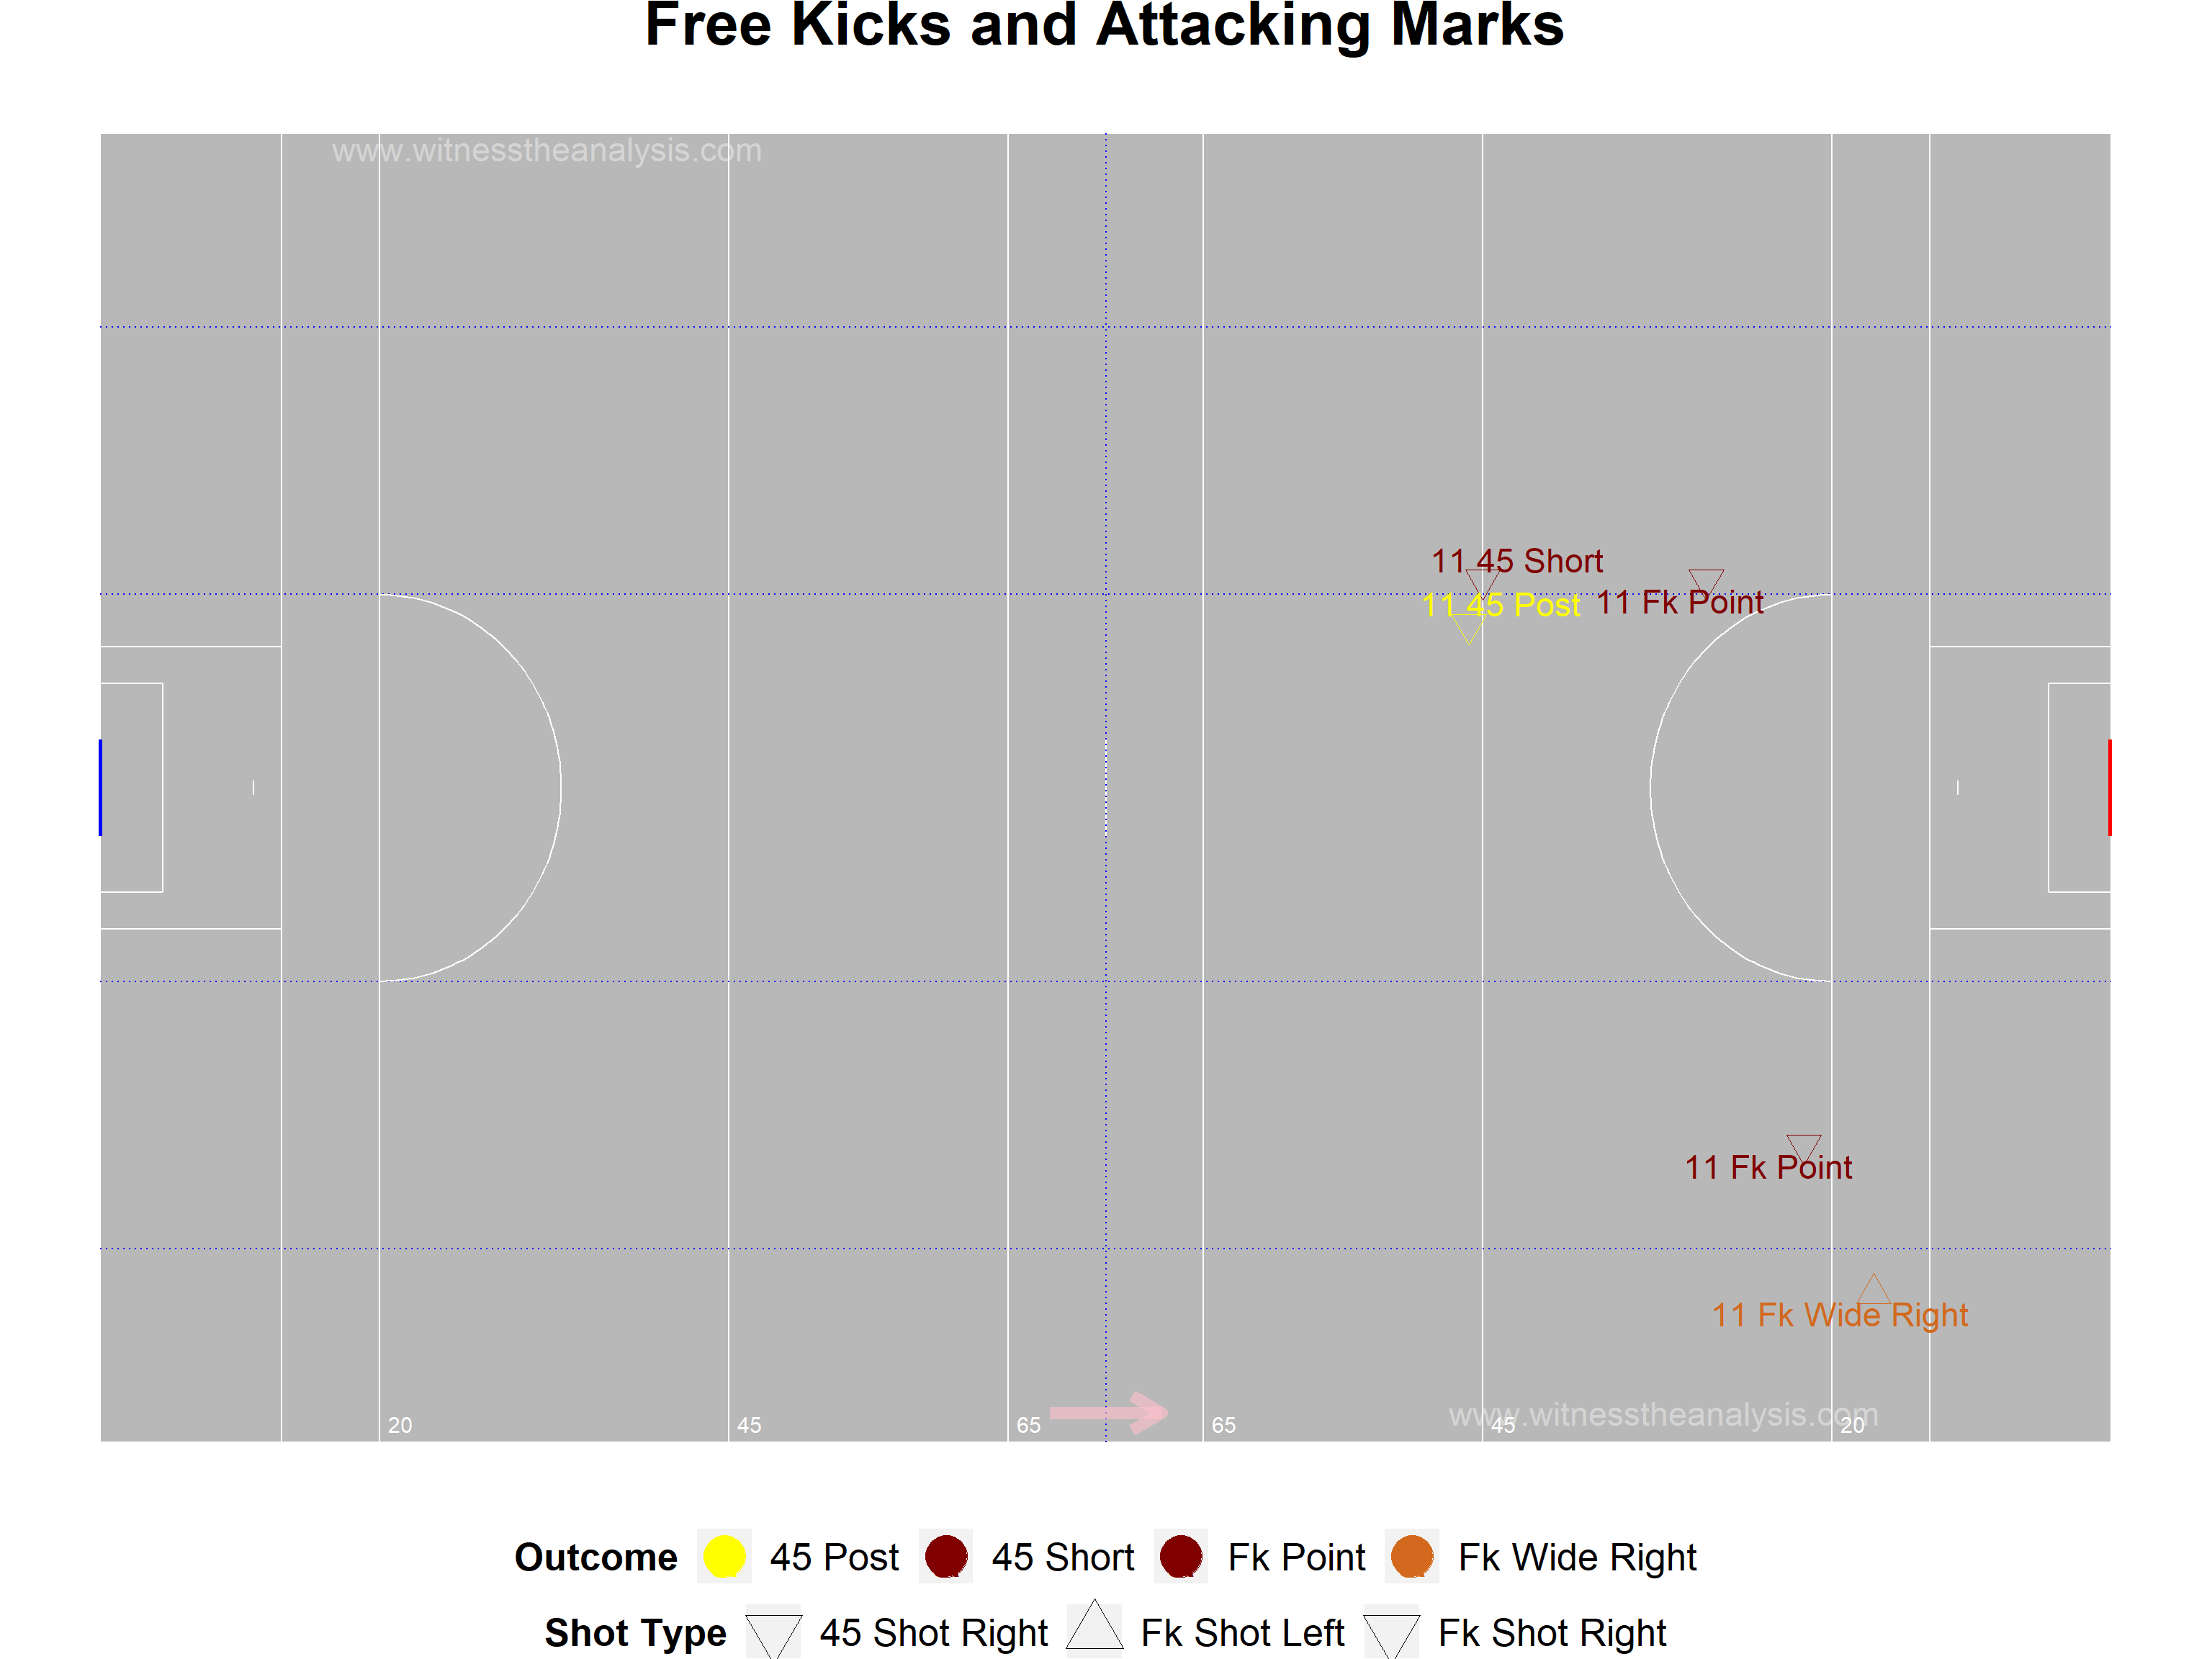 Free Kicks and Attacking Marks
www.witnesstheanalysis.com
11 45 Short
11 45 Post
11 Fk Point
11 Fk Point
11 Fk Wide Right
www.witnesstheanalysis.com
20
45
65
65
45
20
Outcome 45 Post 45 Short Fk Point Fk Wide Right
Shot Type 45 Shot Right Fk Shot Left Fk Shot Right